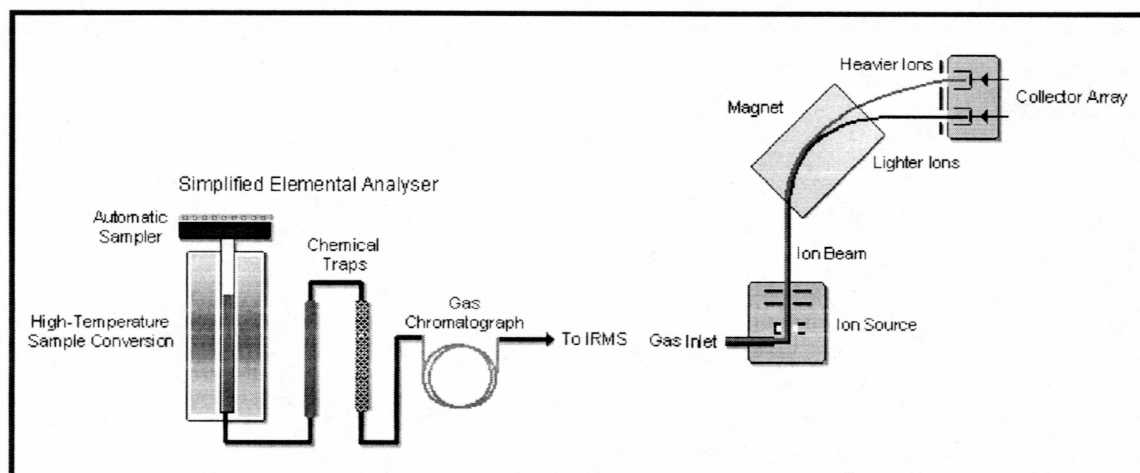 Simplified Elemental Analyser
Automatic
Sampler
High-Temperature
Sample Conversion
Chemical
Traps
Gas
Chromatograph
To IRMS
Gas Inlet
Ion Source
Ion Beam
Magnet
Heavier Ions
Lighter Ions
Collector Array